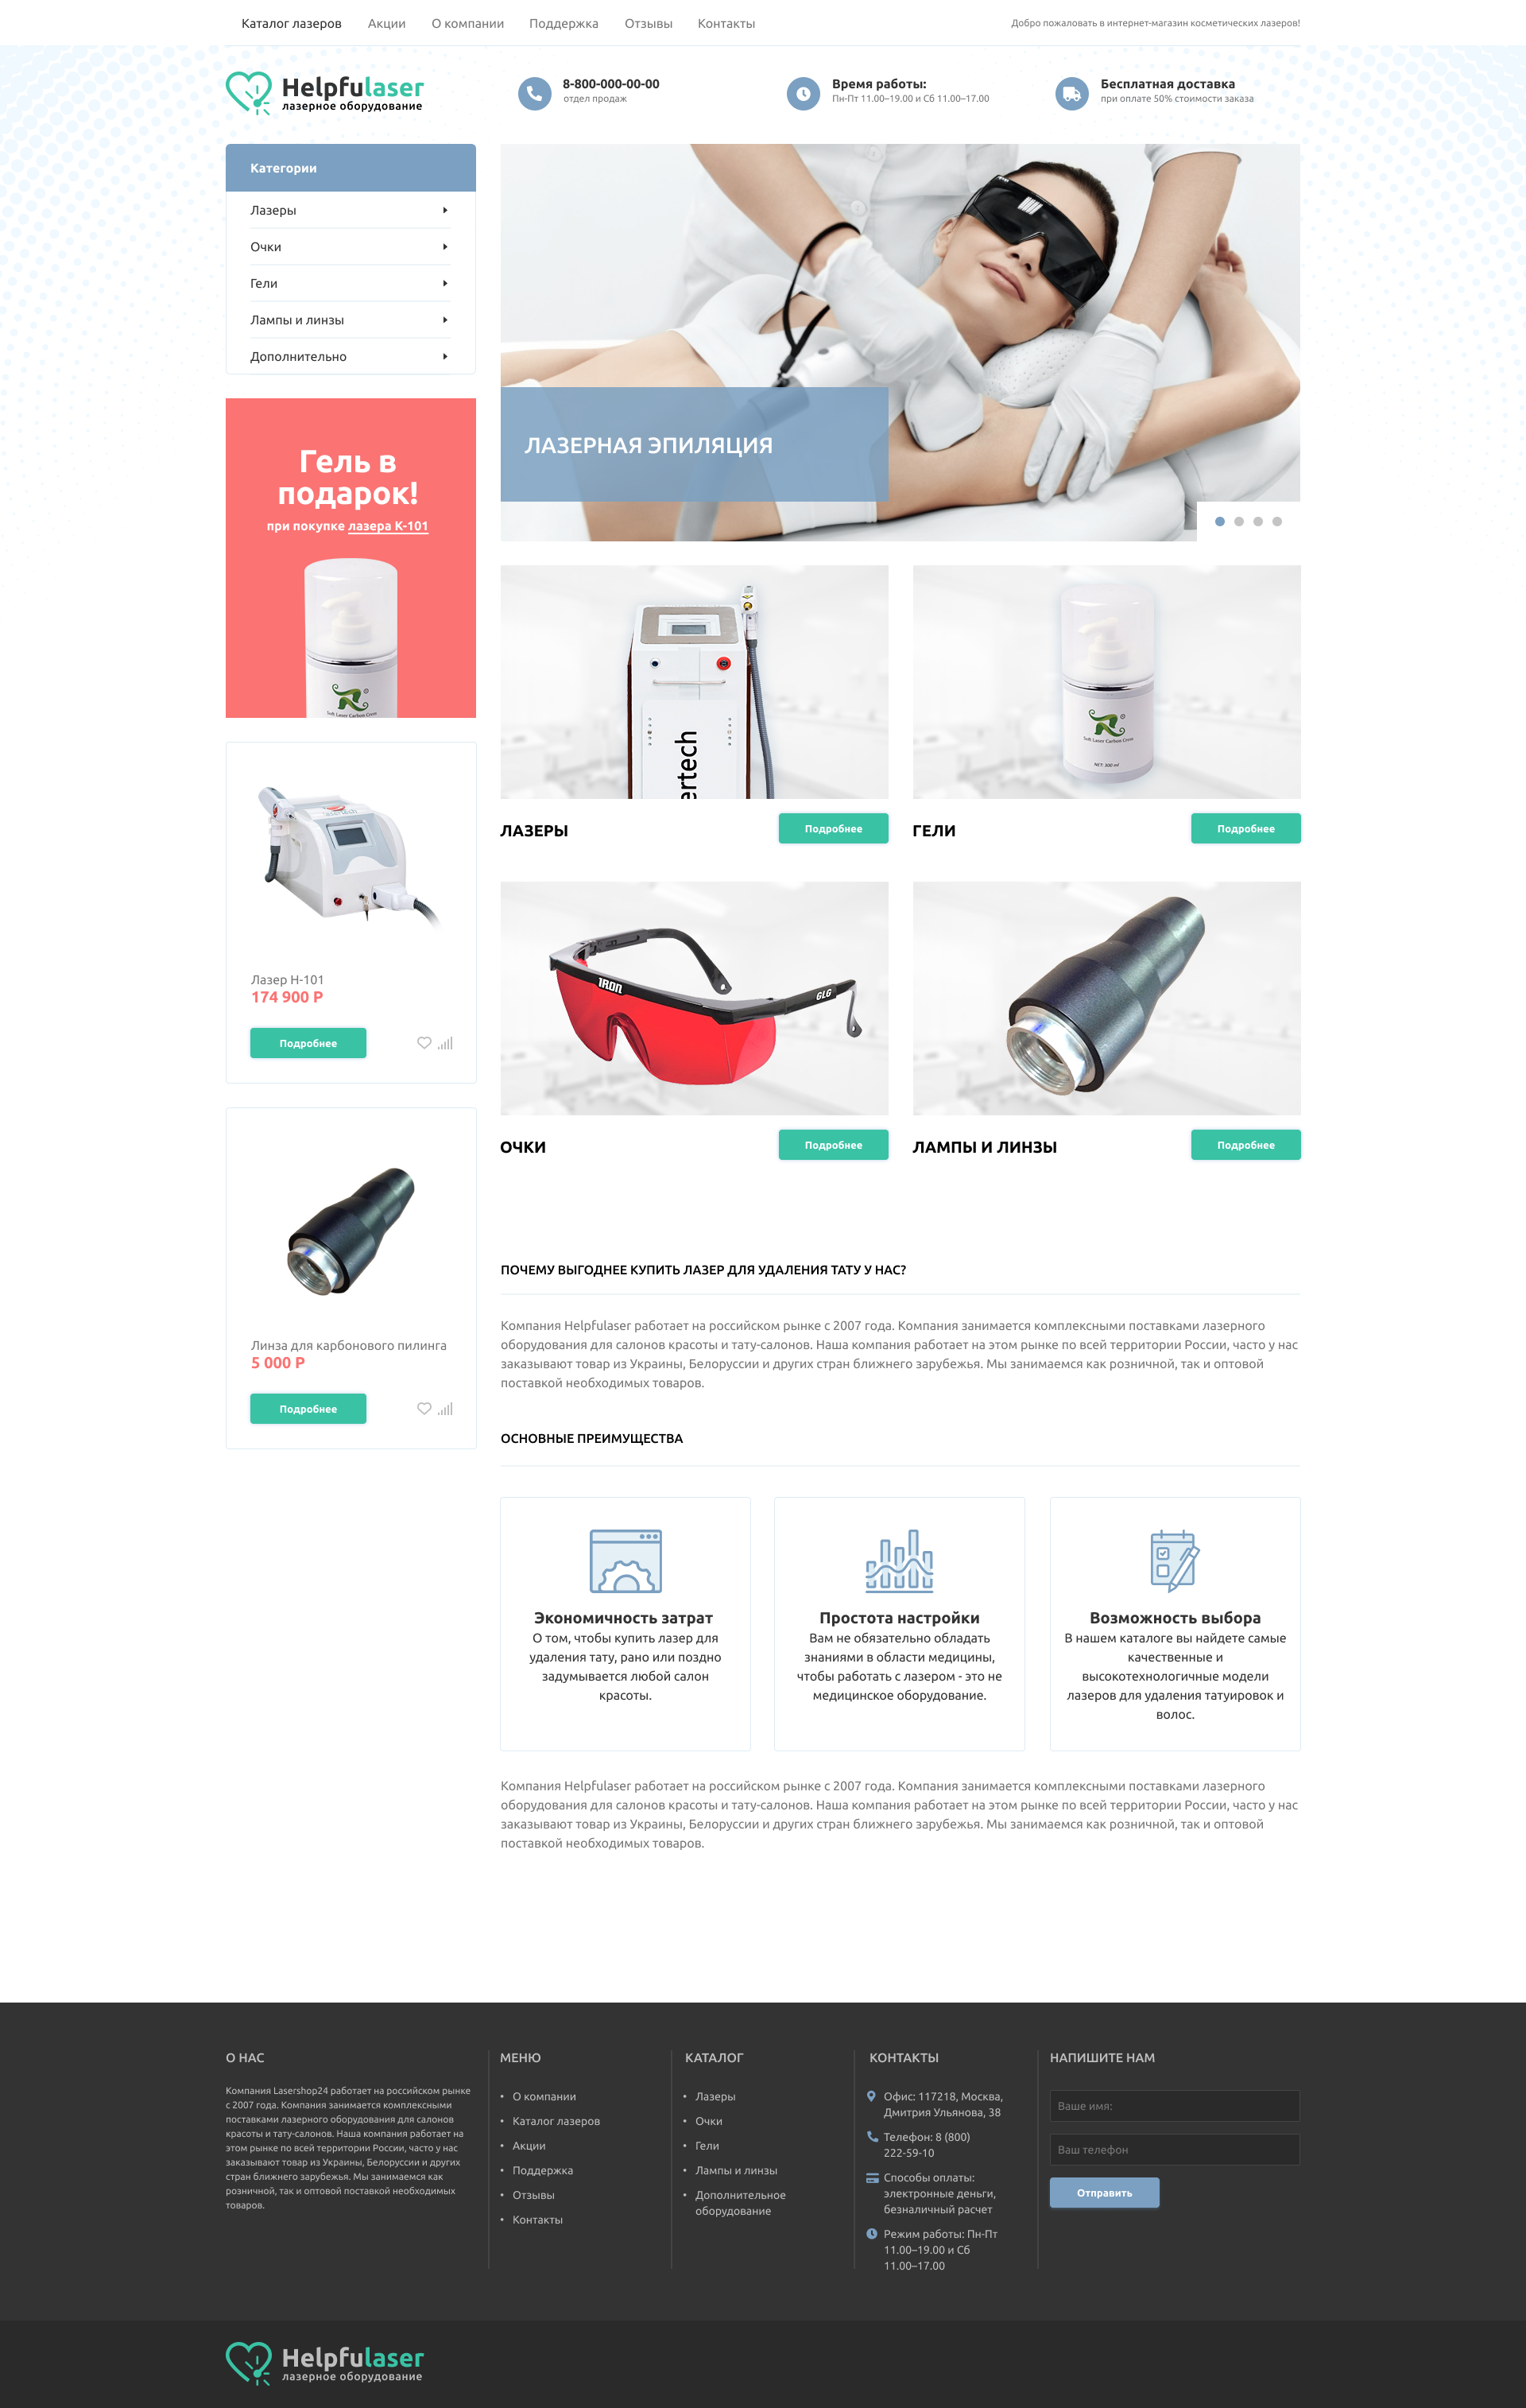 Каталог лазеров Акции О компании Поддержка Отзывы Контакты Добро пожаловать в интернет-магазин косметических лазеров!
Helpfulaser
лазерное оборудование
8-800-000-00-00
отдел продаж
Время работы:
Пн-Пт 11.00–19.00 и Сб 11.00–17.00
Бесплатная доставка
при оплате 50% стоимости заказа
Категории
Лазеры
Очки
Гели
Лампы и линзы
Дополнительно
ЛАЗЕРНАЯ ЭПИЛЯЦИЯ
Гель в
подарок!
при покупке лазера К-101
R
Soft Laser Carbon Crem
ertech
ЛАЗЕРЫ
Подробнее
R
Soft Laser Carbon Crem
NET: 300 ml
ГЕЛИ
Подробнее
Лазер Н-101
174 900 Р
Подробнее
1RON
GLG
ОЧКИ
Подробнее
ЛАМПЫ И ЛИНЗЫ
Подробнее
Линза для карбонового пилинга
5 000 Р
Подробнее
ПОЧЕМУ ВЫГОДНЕЕ КУПИТЬ ЛАЗЕР ДЛЯ УДАЛЕНИЯ ТАТУ У НАС?
Компания Helpfulaser работает на российском рынке с 2007 года. Компания занимается комплексными поставками лазерного
оборудования для салонов красоты и тату-салонов. Наша компания работает на этом рынке по всей территории России, часто у нас
заказывают товар из Украины, Белоруссии и других стран ближнего зарубежья. Мы занимаемся как розничной, так и оптовой
поставкой необходимых товаров.
ОСНОВНЫЕ ПРЕИМУЩЕСТВА
Экономичность затрат
О том, чтобы купить лазер для
удаления тату, рано или поздно
задумывается любой салон
красоты.
Простота настройки
Вам не обязательно обладать
знаниями в области медицины,
чтобы работать с лазером - это не
медицинское оборудование.
Возможность выбора
В нашем каталоге вы найдете самые
качественные и
высокотехнологичные модели
лазеров для удаления татуировок и
волос.
Компания Helpfulaser работает на российском рынке с 2007 года. Компания занимается комплексными поставками лазерного
оборудования для салонов красоты и тату-салонов. Наша компания работает на этом рынке по всей территории России, часто у нас
заказывают товар из Украины, Белоруссии и других стран ближнего зарубежья. Мы занимаемся как розничной, так и оптовой
поставкой необходимых товаров.
О НАС
Компания Lasershop24 работает на российском рынке
с 2007 года. Компания занимается комплексными
поставками лазерного оборудования для салонов
красоты и тату-салонов. Наша компания работает на
этом рынке по всей территории России, часто у нас
заказывают товар из Украины, Белоруссии и других
стран ближнего зарубежья. Мы занимаемся как
розничной, так и оптовой поставкой необходимых
товаров.
МЕНЮ
• О компании
• Каталог лазеров
• Акции
• Поддержка
• Отзывы
• Контакты
КАТАЛОГ
• Лазеры
• Очки
• Гели
• Лампы и линзы
• Дополнительное
оборудование
КОНТАКТЫ
Офис: 117218, Москва,
Дмитрия Ульянова, 38
Телефон: 8 (800)
222-59-10
Способы оплаты:
электронные деньги,
безналичный расчет
Режим работы: Пн-Пт
11.00–19.00 и Сб
11.00–17.00
НАПИШИТЕ НАМ
Ваше имя:
Ваш телефон
Отправить
Helpfulaser
лазерное оборудование